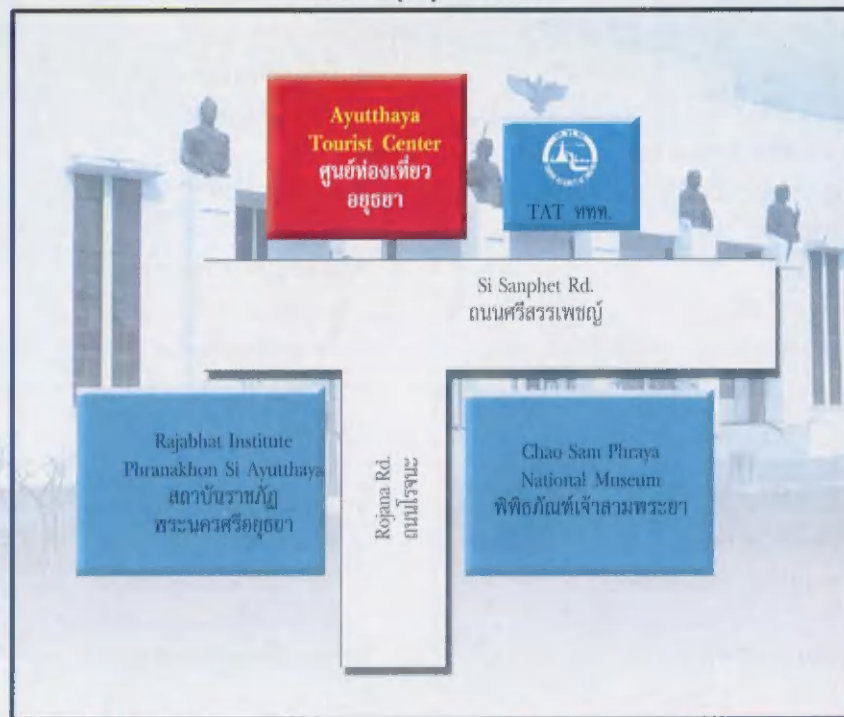 Ayutthaya
Tourist Center
ศูนย์ท่องเที่ยว
อยุธยา
TAT ททท.
Si Sanphet Rd.
ถนนศรีสรรเพชญ์
Rajabhat Institute
Phranakhon Si Ayutthaya
สถาบันราชภัฏ
พระนครศรีอยุธยา
Rojana Rd.
ถนนโรจนะ
Chao Sam Phraya
National Museum
พิพิธภัณฑ์เจ้าสามพระยา